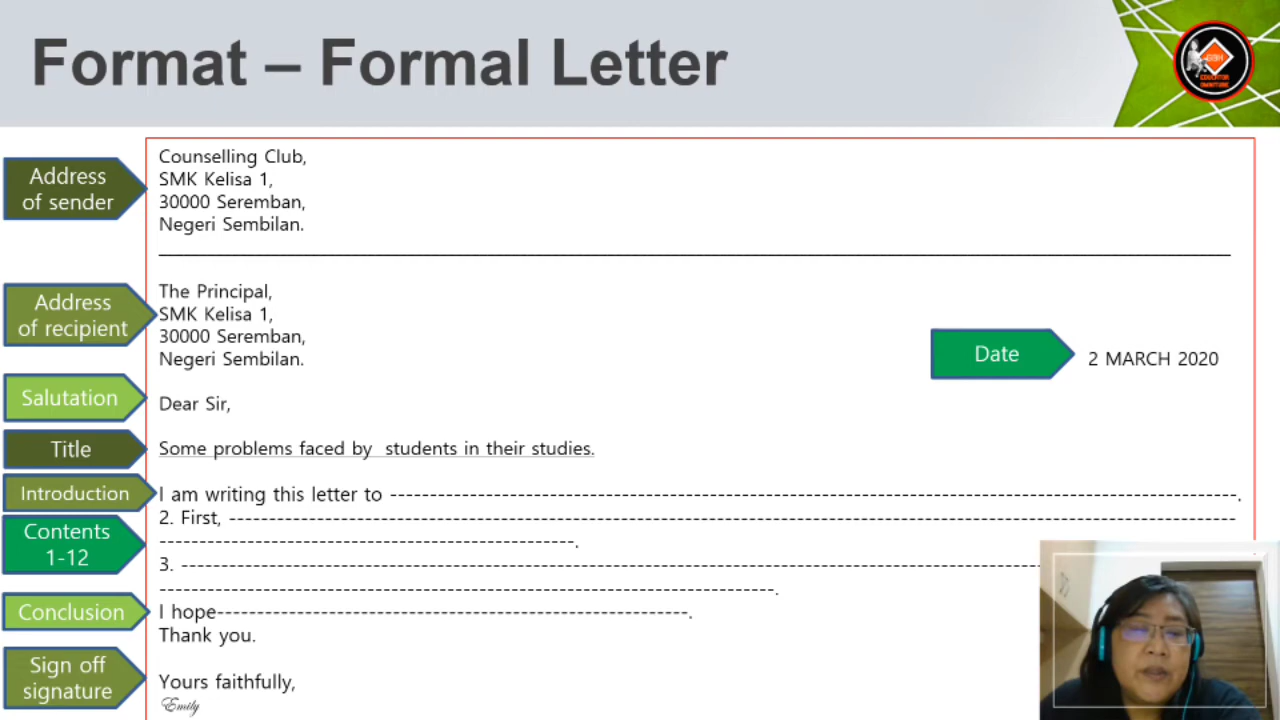 Format – Formal Letter
Address
of sender
Counselling Club,
SMK Kelisa 1,
30000 Seremban,
Negeri Sembilan.
Address
of recipient
The Principal,
SMK Kelisa 1,
30000 Seremban,
Negeri Sembilan.
Date
2 MARCH 2020
Salutation
Dear Sir,
Title
Some problems faced by  students in their studies.
Introduction
I am writing this letter to ----------------------------------------------------------------------------------------------------------.
Contents
1-12
2. First, ------------------------------------------------------------------------------------------------------------------------------
----------------------------------------------------.
3. -----------------------------------------------------------------------------------------------------------
-----------------------------------------------------------------------------.
Conclusion
I hope-----------------------------------------------------------.
Thank you.
Sign off
signature
Yours faithfully,
Emily